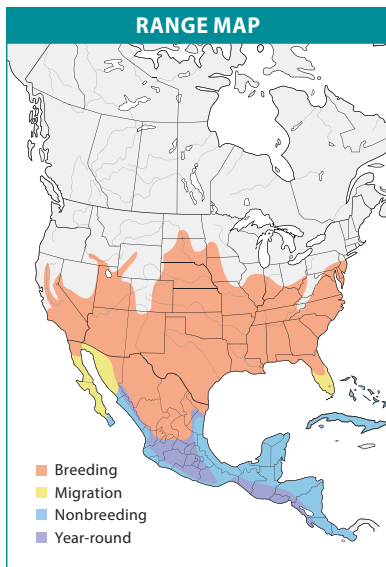 RANGE MAP
Breeding
Migration
Nonbreeding
Year-round